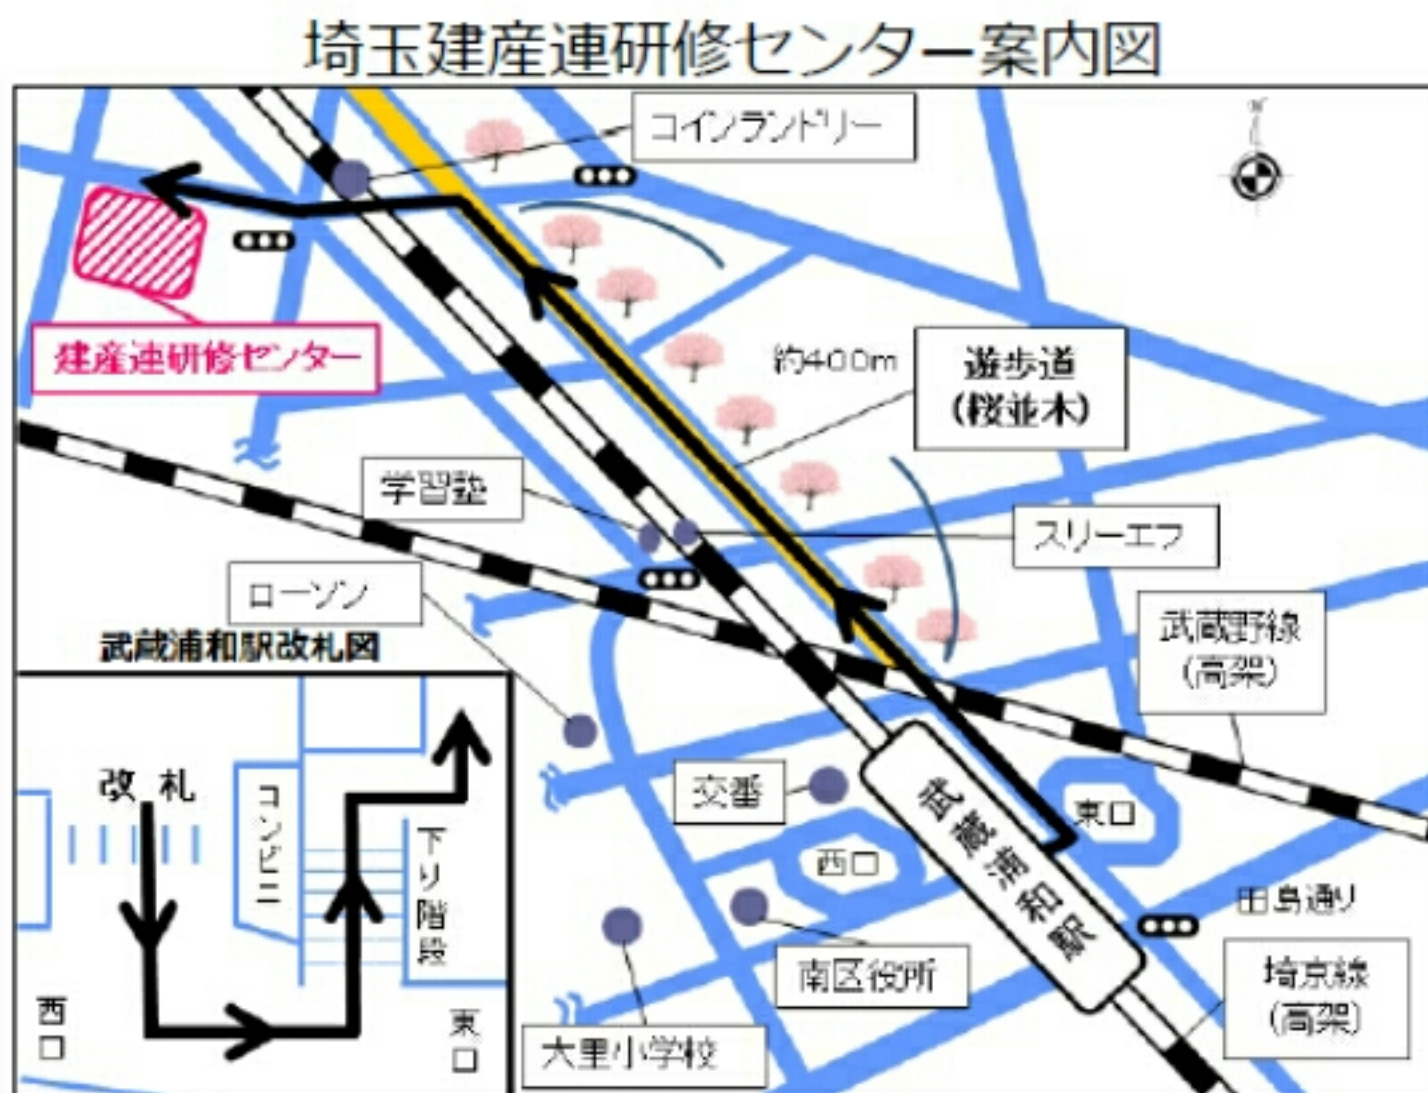 埼玉建産連研修センター案内図
コインランドリー
N
建産連研修センター
約400m
遊歩道
(桜並木)
学習塾
スリーエフ
ローソン
武蔵野線
(高架)
武蔵浦和駅改札図
改 札
コンビニ
下り階段
西口
東口
交番
西口
武蔵浦和駅
東口
田島通り
南区役所
埼京線
(高架)
大里小学校